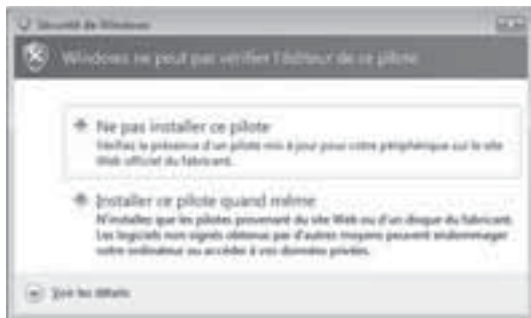 Sécurité de Windows
Windows ne peut pas vérifier l'éditeur de ce pilote
Ne pas installer ce pilote
Vérifiez la présence d'un pilote mis à jour pour votre périphérique sur le site
Web officiel du fabricant.
Installer ce pilote quand même
N'installez que les pilotes provenant du site Web ou d'un disque du fabricant.
Les logiciels non signés obtenus par d'autres moyens peuvent endommager
votre ordinateur ou accéder à vos données privées.
Voir les détails